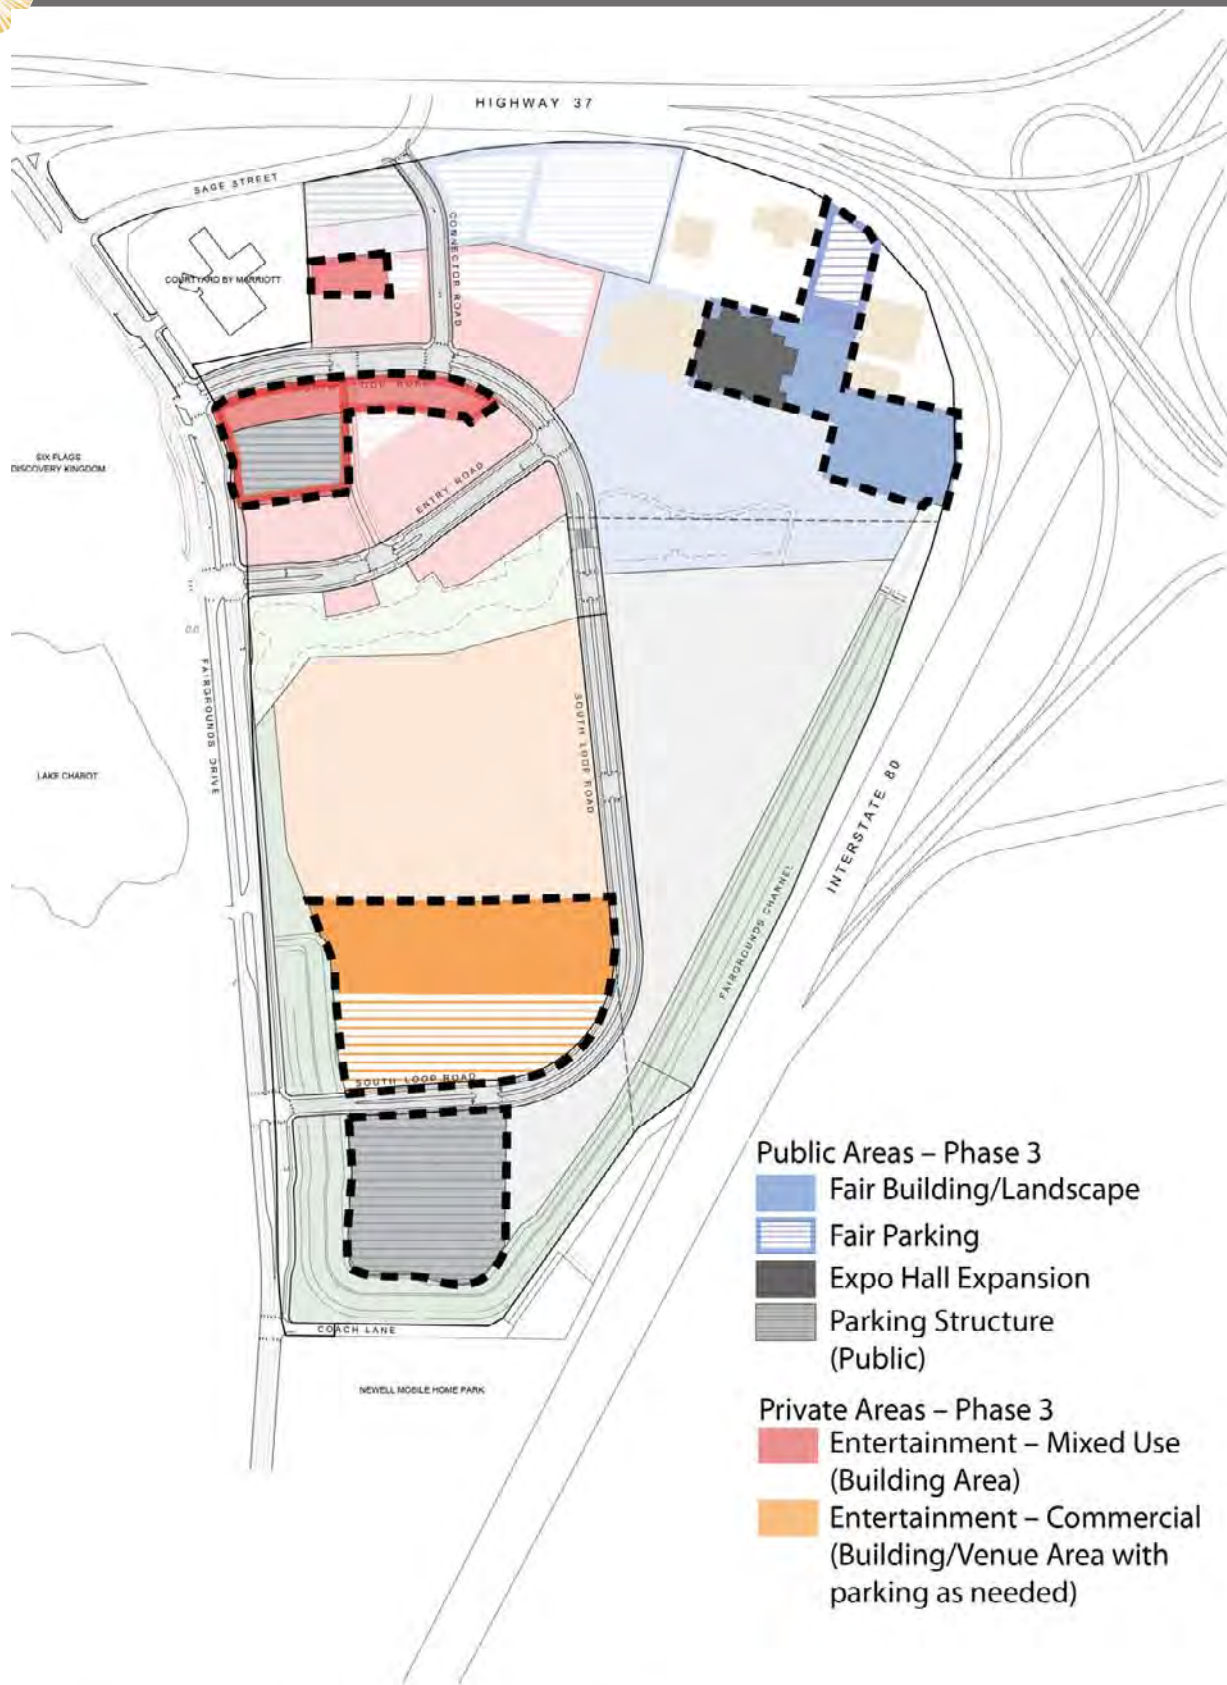 HIGHWAY 37
SAGE STREET
CONNECTOR ROAD
COURTYARD BY MARRIOTT
LOOP ROAD
SIX FLAGS
DISCOVERY KINGDOM
ENTRY ROAD
FAIRGROUNDS DRIVE
SOUTH LOOP ROAD
LAKE CHABOT
INTERSTATE 80
FAIRGROUNDS CHANNEL
SOUTH LOOP ROAD
COACH LANE
NEWELL MOBILE HOME PARK
Public Areas – Phase 3
Fair Building/Landscape
Fair Parking
Expo Hall Expansion
Parking Structure
(Public)
Private Areas – Phase 3
Entertainment – Mixed Use
(Building Area)
Entertainment – Commercial
(Building/Venue Area with
parking as needed)